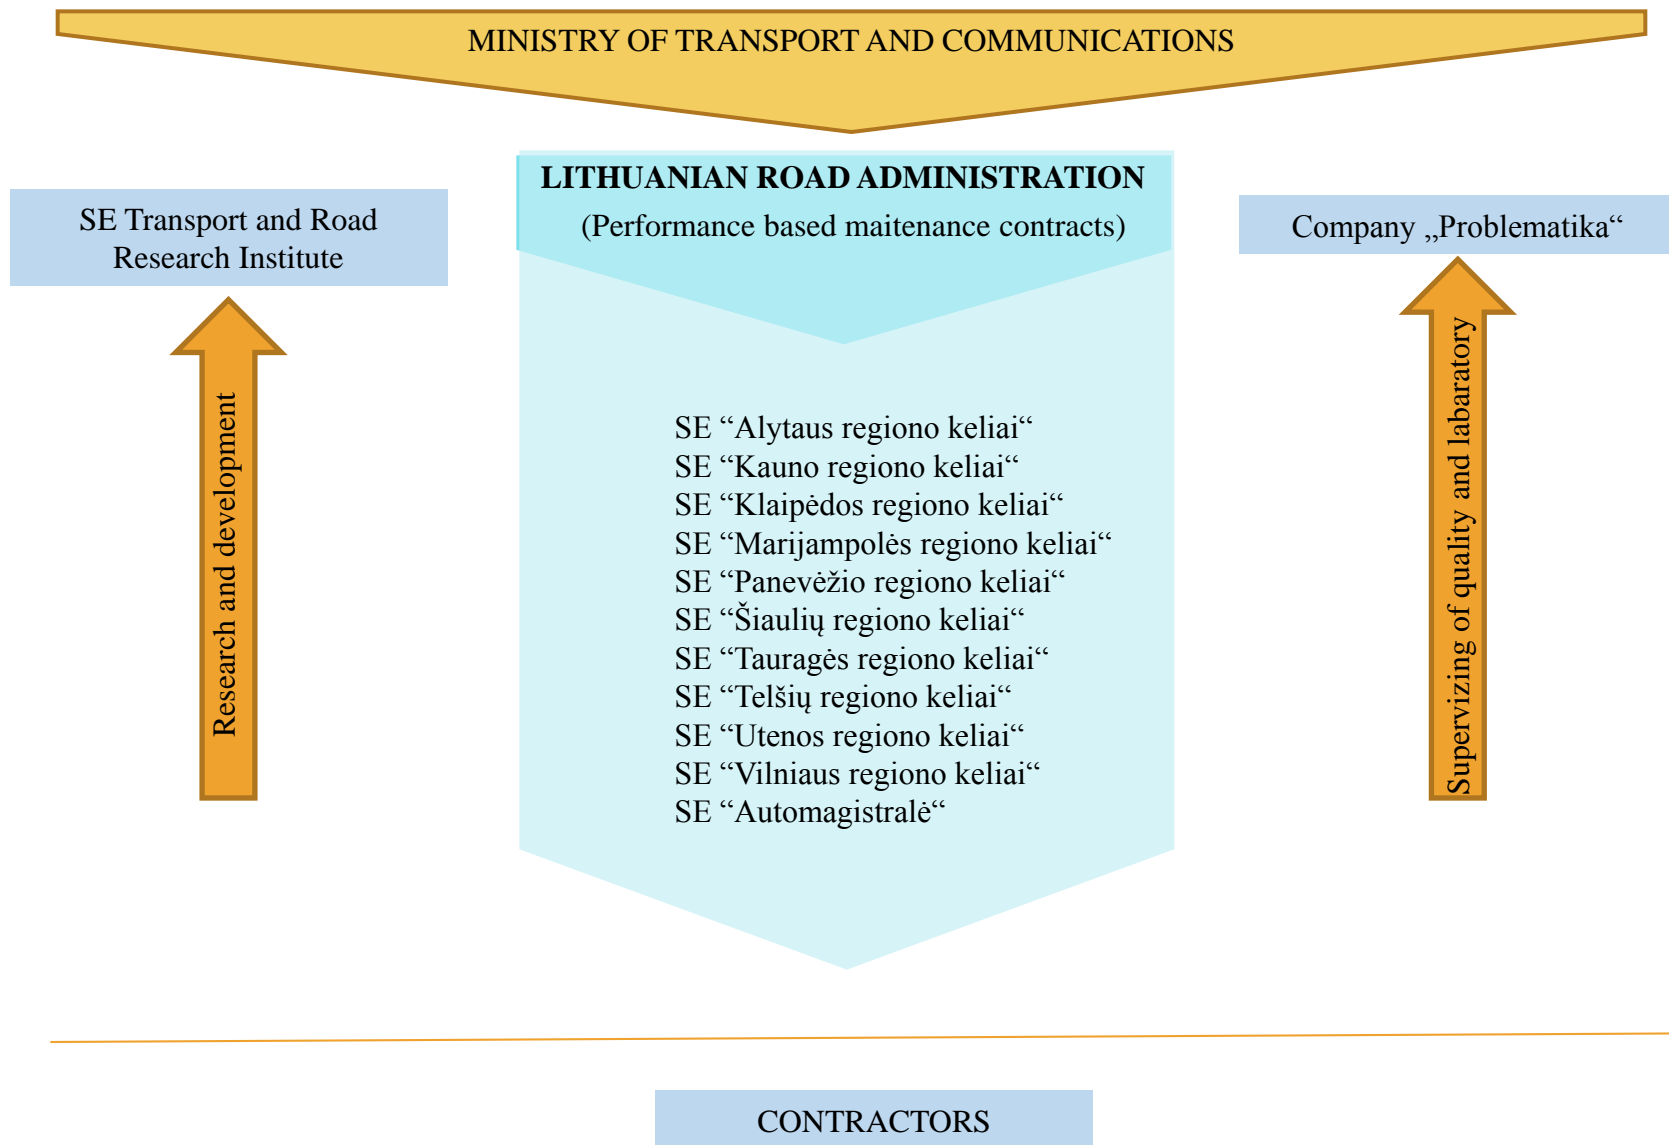 MINISTRY OF TRANSPORT AND COMMUNICATIONS
LITHUANIAN ROAD ADMINISTRATION
(Performance based maitenance contracts)
SE Transport and Road
Research Institute
Company „Problematika“
Research and development
SE “Alytaus regiono keliai“
SE “Kauno regiono keliai“
SE “Klaipėdos regiono keliai“
SE “Marijampolės regiono keliai“
SE “Panevėžio regiono keliai“
SE “Šiaulių regiono keliai“
SE “Tauragės regiono keliai“
SE “Telšių regiono keliai“
SE “Utenos regiono keliai“
SE “Vilniaus regiono keliai“
SE “Automagistralė“
Supervizing of quality and labaratory
CONTRACTORS